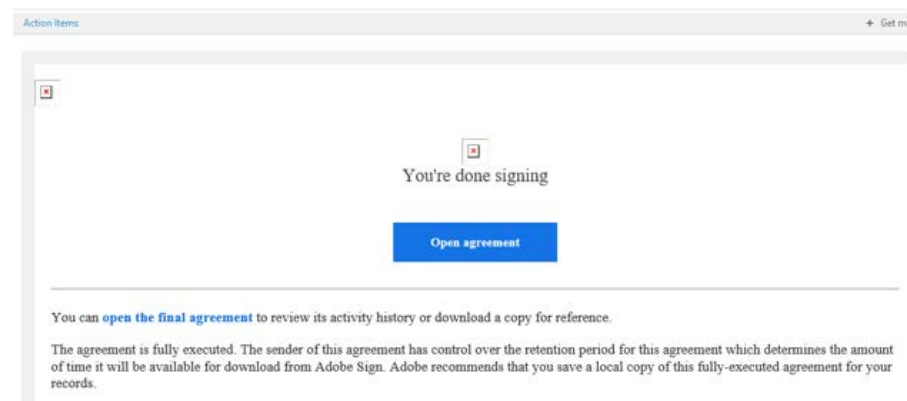 Action Items
+ Get m
You're done signing
Open agreement
You can open the final agreement to review its activity history or download a copy for reference.
The agreement is fully executed. The sender of this agreement has control over the retention period for this agreement which determines the amount
of time it will be available for download from Adobe Sign. Adobe recommends that you save a local copy of this fully-executed agreement for your
records.